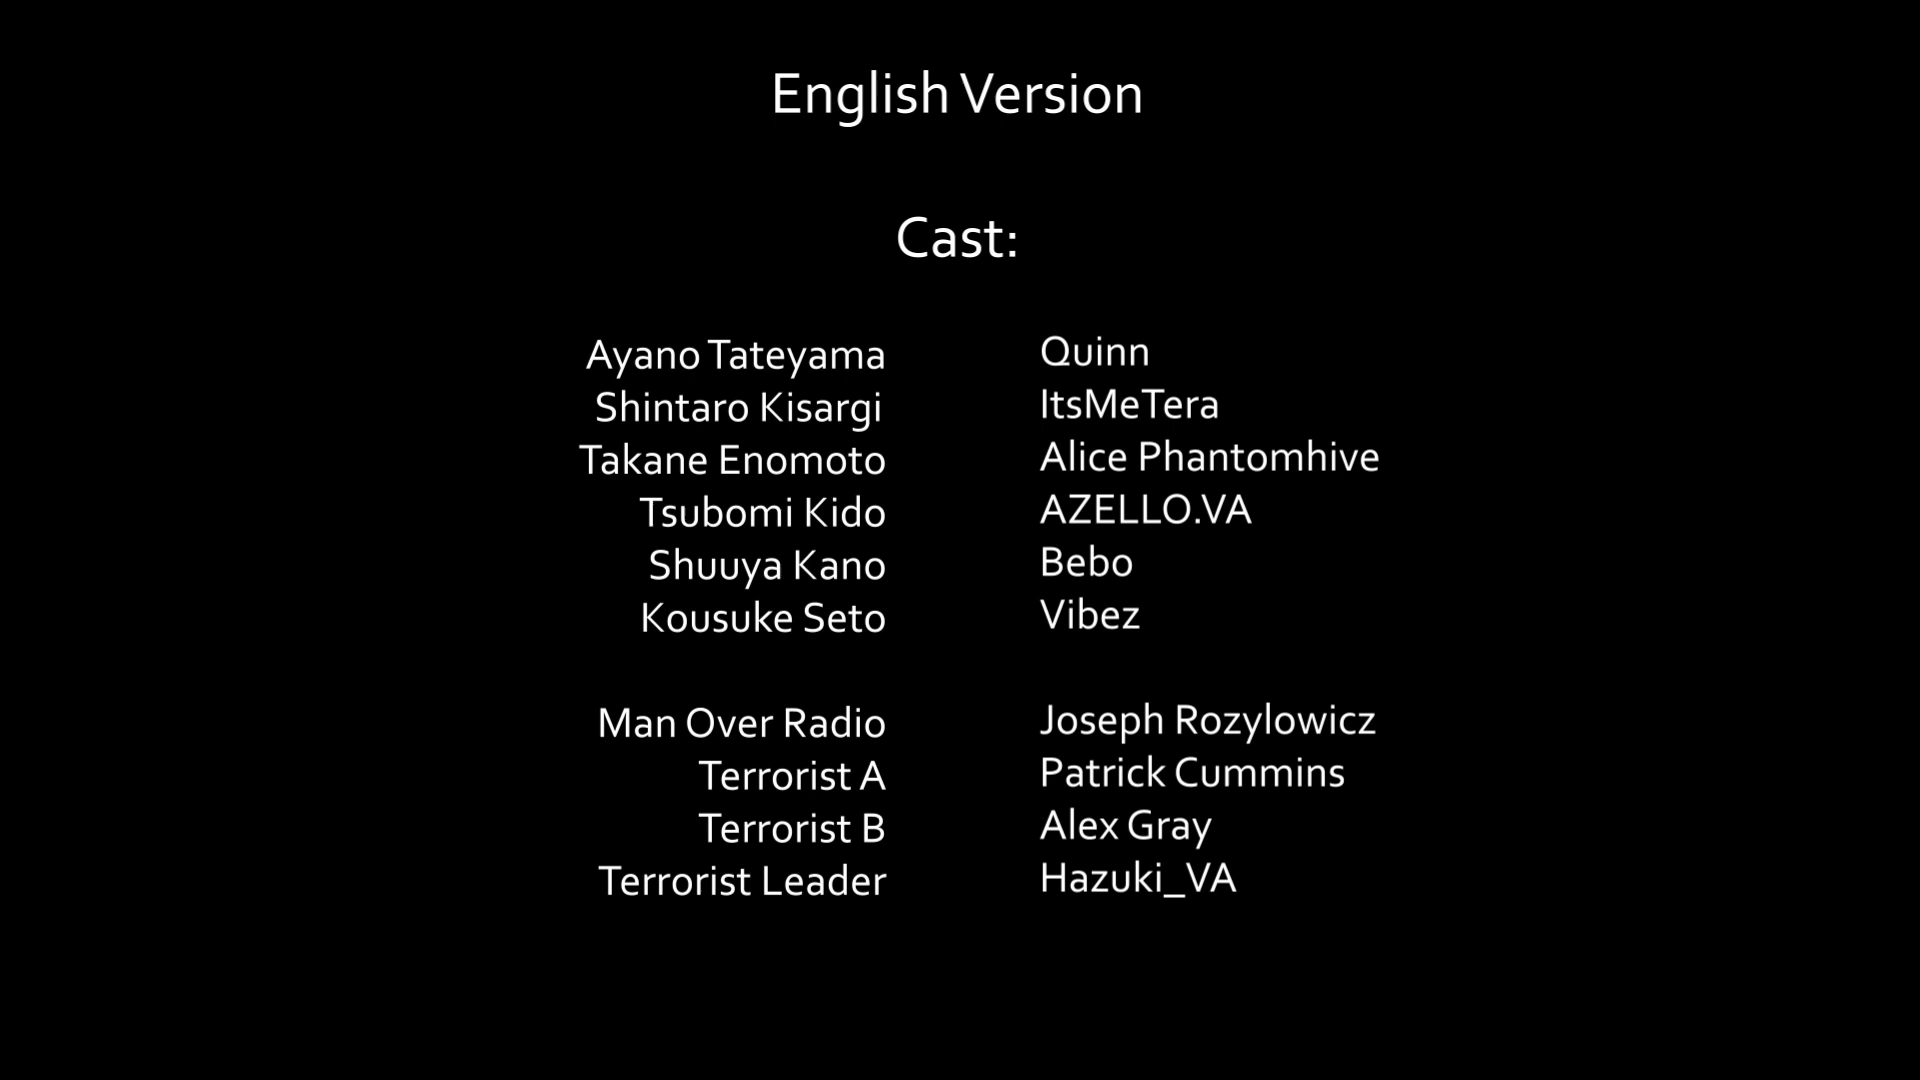 English Version
Cast:
Ayano Tateyama Quinn
Shintaro Kisargi ItsMeTera
Takane Enomoto Alice Phantomhive
Tsubomi Kido AZELLO.VA
Shuuya Kano Bebo
Kousuke Seto Vibez
Man Over Radio Joseph Rozylowicz
Terrorist A Patrick Cummins
Terrorist B Alex Gray
Terrorist Leader Hazuki_VA